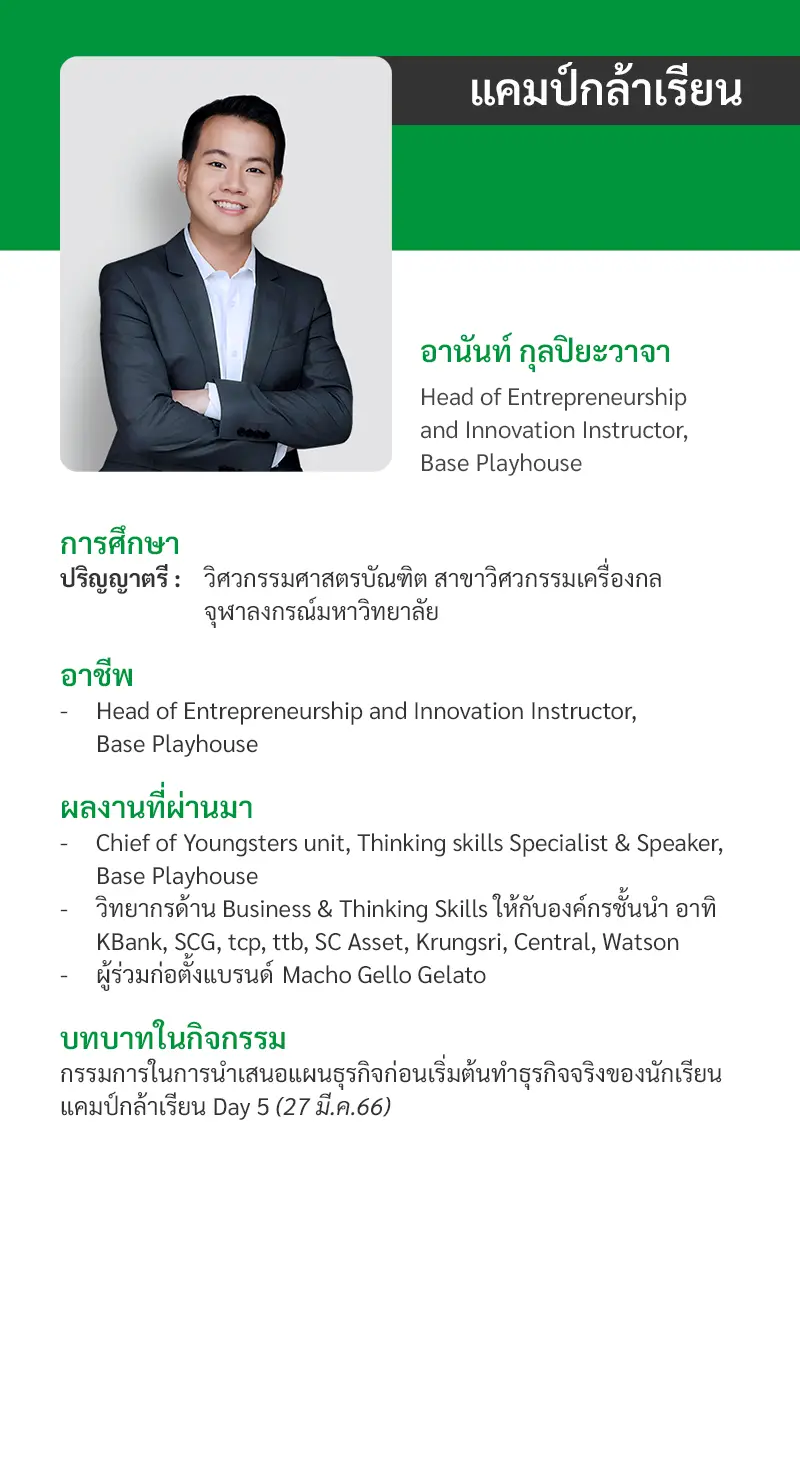 แคมป์กล้าเรียน
อานันท์ กุลปิยะวาจา
Head of Entrepreneurship
and Innovation Instructor,
Base Playhouse
การศึกษา
ปริญญาตรี : วิศวกรรมศาสตรบัณฑิต สาขาวิศวกรรมเครื่องกล
จุฬาลงกรณ์มหาวิทยาลัย
อาชีพ
- Head of Entrepreneurship and Innovation Instructor,
Base Playhouse
ผลงานที่ผ่านมา
- Chief of Youngsters unit, Thinking skills Specialist & Speaker,
Base Playhouse
- วิทยากรด้าน Business & Thinking Skills ให้กับองค์กรชั้นนำ อาทิ
KBank, SCG, tcp, ttb, SC Asset, Krungsri, Central, Watson
- ผู้ร่วมก่อตั้งแบรนด์ Macho Gello Gelato
บทบาทในกิจกรรม
กรรมการในการนำเสนอแผนธุรกิจก่อนเริ่มต้นทำธุรกิจจริงของนักเรียน
แคมป์กล้าเรียน Day 5 (27 มี.ค.66)